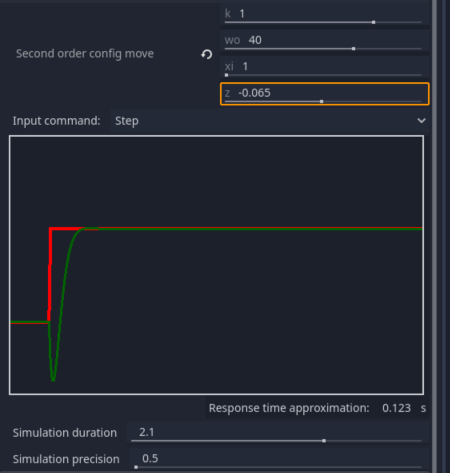 k 1
Second order config move
wo 40
xi 1
z -0.065
Input command: Step
Response time approximation: 0.123 s
Simulation duration 2.1
Simulation precision 0.5